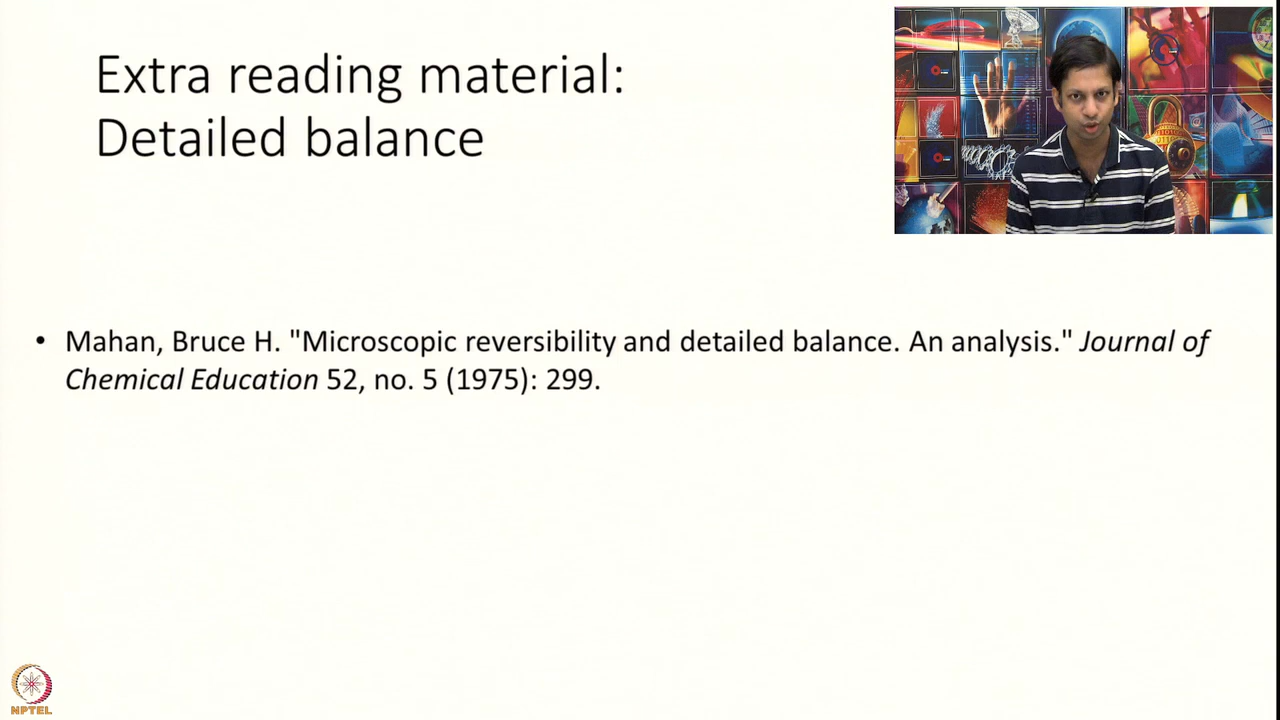 Extra reading material:
Detailed balance
• Mahan, Bruce H. "Microscopic reversibility and detailed balance. An analysis." Journal of
Chemical Education 52, no. 5 (1975): 299.
NPTEL